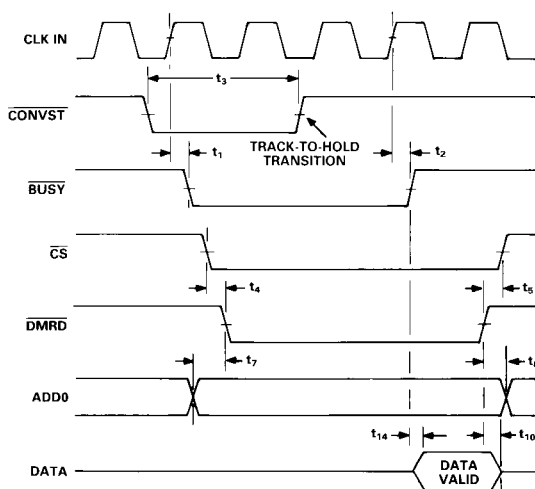 CLK IN
t3
CONVST
t1
TRACK-TO-HOLD
TRANSITION
t2
BUSY
CS
t4
t5
DMRD
t7
ADD0
t14
t10
DATA
DATA
VALID